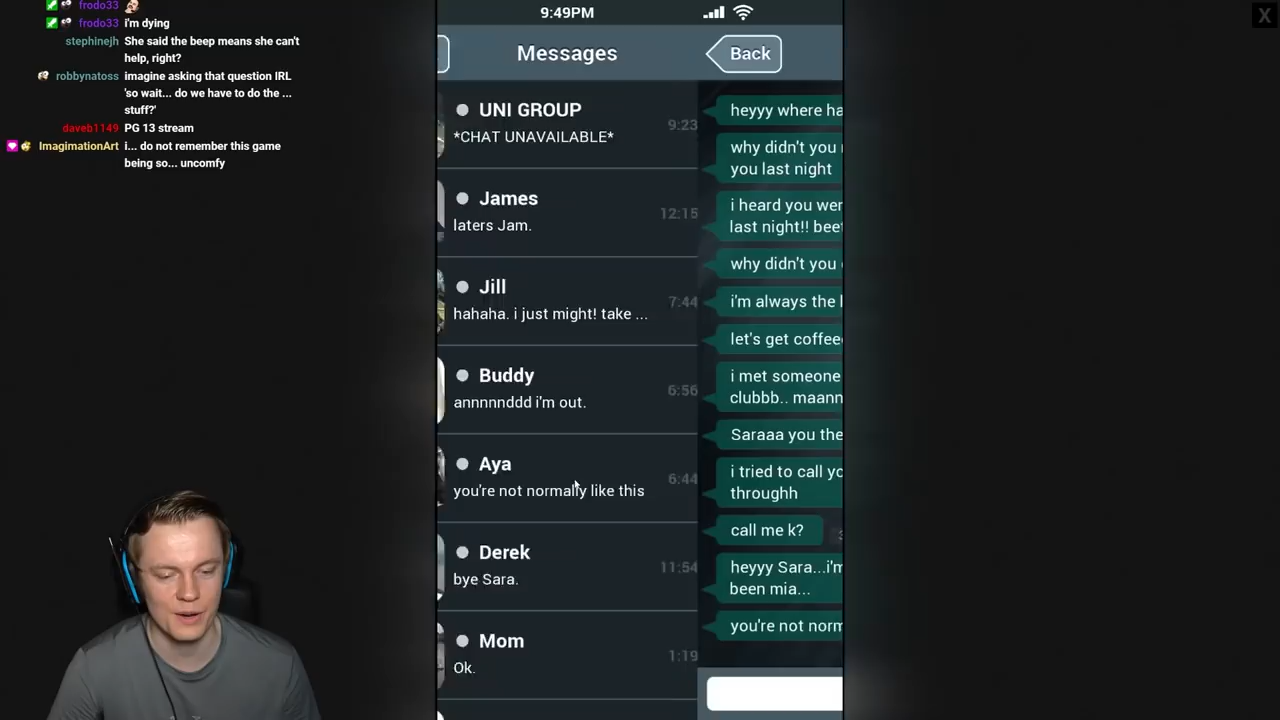 frodo33
frodo33 i'm dying
stephinejh She said the beep means she can't
help, right?
robbynatoss imagine asking that question IRL
'so wait... do we have to do the ...
stuff?'
daveb1149 PG 13 stream
ImaginationArt i... do not remember this game
being so... uncomfy
9:49PM
Messages
UNI GROUP
*CHAT UNAVAILABLE*
9:23
James
laters Jam.
12:15
Jill
hahaha. i just might! take ...
7:44
Buddy
annnnnddd i'm out.
6:56
Aya
you're not normally like this
6:44
Derek
bye Sara.
11:54
Mom
Ok.
1:19
Back
heyyy where ha
why didn't you
you last night
i heard you wer
last night!! bee
why didn't you
i'm always the
let's get coffee
i met someone
clubbb.. maann
Saraaa you the
i tried to call yo
throughh
call me k?
heyyy Sara...i'm
been mia...
you're not norm
X